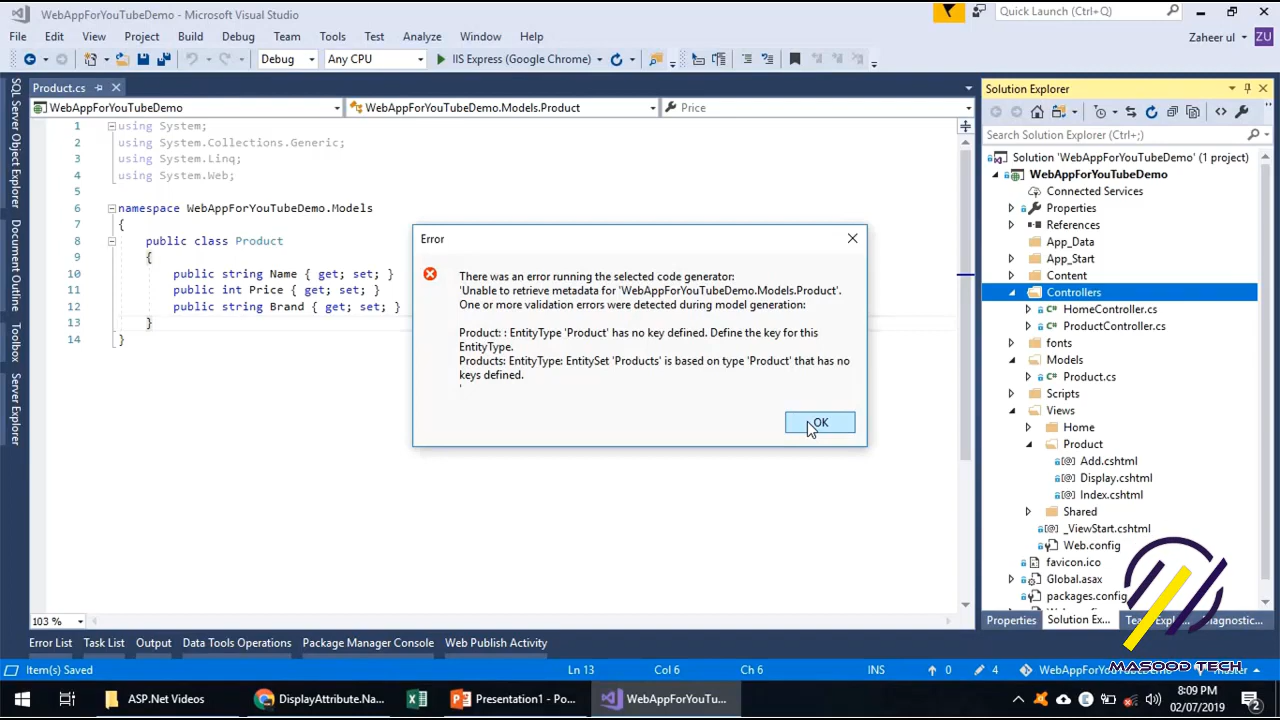 WebAppForYouTubeDemo - Microsoft Visual Studio
Quick Launch (Ctrl+Q)
File Edit View Project Build Debug Team Tools Test Analyze Window Help
Zaheer ul ZU
Debug Any CPU IIS Express (Google Chrome)
Product.cs
WebAppForYouTubeDemo WebAppForYouTubeDemo.Models.Product Price
SQL Server Object Explorer
Document Outline
Toolbox
Server Explorer
1 using System;
2 using System.Collections.Generic;
3 using System.Linq;
4 using System.Web;
5
6 namespace WebAppForYouTubeDemo.Models
7 {
8 public class Product
9 {
10 public string Name { get; set; }
11 public int Price { get; set; }
12 public string Brand { get; set; }
13 }
14 }
Error
There was an error running the selected code generator:
'Unable to retrieve metadata for 'WebAppForYouTubeDemo.Models.Product'.
One or more validation errors were detected during model generation:
Product: : EntityType 'Product' has no key defined. Define the key for this
EntityType.
Products: EntityType: EntitySet 'Products' is based on type 'Product' that has no
keys defined.
'
OK
Solution Explorer
Search Solution Explorer (Ctrl+;)
Solution 'WebAppForYouTubeDemo' (1 project)
WebAppForYouTubeDemo
Connected Services
Properties
References
App_Data
App_Start
Content
Controllers
C# HomeController.cs
C# ProductController.cs
fonts
Models
C# Product.cs
Scripts
Views
Home
Product
[@] Add.cshtml
[@] Display.cshtml
[@] Index.cshtml
Shared
[@] _ViewStart.cshtml
Web.config
favicon.ico
Global.asax
packages.config
103 %
Properties Solution Ex...
Error List Task List Output Data Tools Operations Package Manager Console Web Publish Activity
Item(s) Saved Ln 13 Col 6 Ch 6 INS 0 4 WebAppForYouTubeDemo
MASOOD TECH
ASP.Net Videos DisplayAttribute.Na... Presentation1 - Po... WebAppForYouTu...
8:09 PM
02/07/2019
2